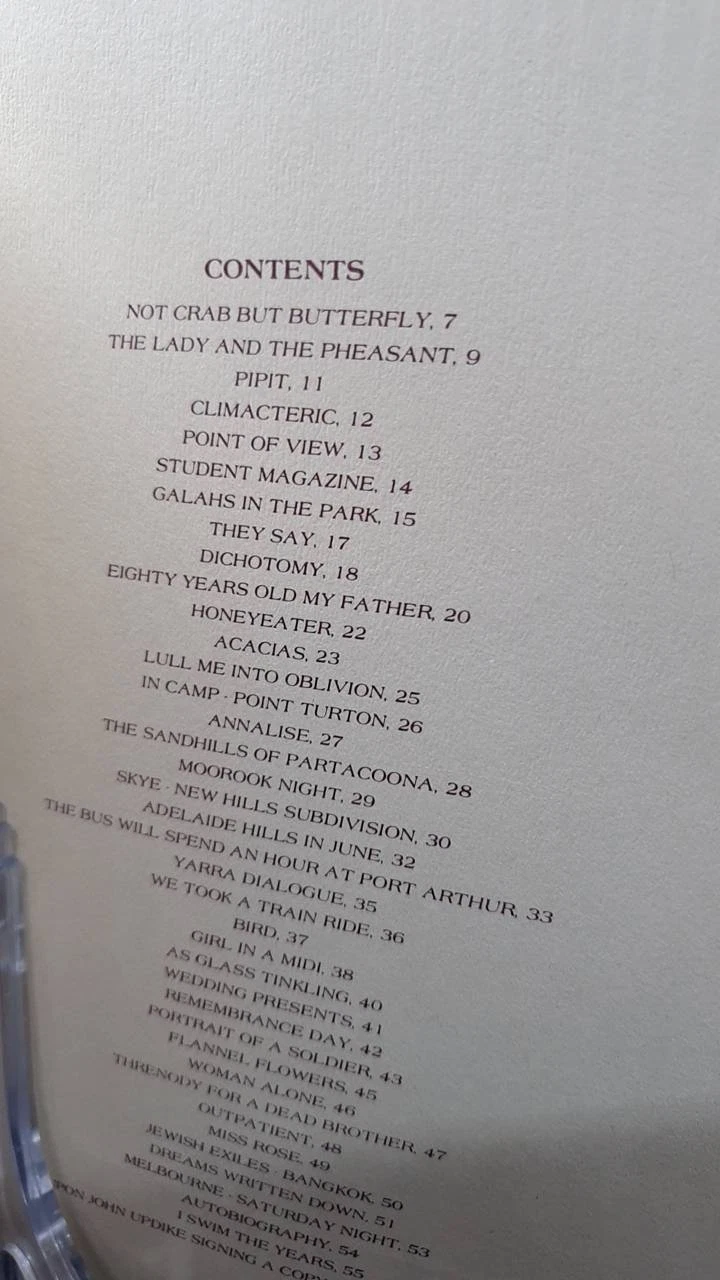 CONTENTS
NOT CRAB BUT BUTTERFLY, 7
THE LADY AND THE PHEASANT, 9
PIPIT, 11
CLIMACTERIC, 12
POINT OF VIEW, 13
STUDENT MAGAZINE, 14
GALAHS IN THE PARK, 15
THEY SAY, 17
DICHOTOMY, 18
EIGHTY YEARS OLD MY FATHER, 20
HONEYEATER, 22
ACACIAS, 23
LULL ME INTO OBLIVION, 25
IN CAMP · POINT TURTON, 26
ANNALISE, 27
THE SANDHILLS OF PARTACOONA, 28
MOOROOK NIGHT, 29
SKYE · NEW HILLS SUBDIVISION, 30
ADELAIDE HILLS IN JUNE, 32
THE BUS WILL SPEND AN HOUR AT PORT ARTHUR, 33
YARRA DIALOGUE, 35
WE TOOK A TRAIN RIDE, 36
BIRD, 37
GIRL IN A MIDI, 38
AS GLASS TINKLING, 40
WEDDING PRESENTS, 41
REMEMBRANCE DAY, 42
PORTRAIT OF A SOLDIER, 43
FLANNEL FLOWERS, 45
WOMAN ALONE, 46
THRENODY FOR A DEAD BROTHER, 47
OUTPATIENT, 48
MISS ROSE, 49
JEWISH EXILES · BANGKOK, 50
DREAMS WRITTEN DOWN, 51
MELBOURNE · SATURDAY NIGHT, 53
AUTOBIOGRAPHY, 54
I SWIM THE YEARS, 55
JOHN UPDIKE SIGNING A